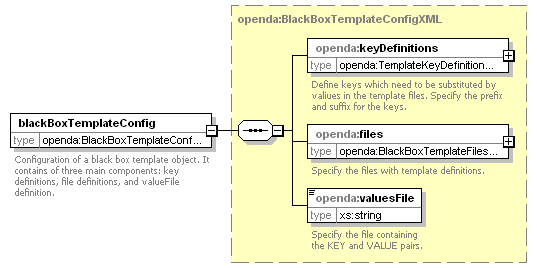 openda:BlackBoxTemplateConfigXML
openda:keyDefinitions
type openda:TemplateKeyDefinition...
Define keys which need to be substituted by
valiues in the template files. Specify the prefix
and suffix for the keys.
blackBoxTemplateConfig
type openda:BlackBoxTemplateConf...
Configuration of a black box template object. It
contains of three main components: key
definitions, file definitions, and valueFile
definition.
openda:files
type openda:BlackBoxTemplateFiles...
Specify the files with template definitions.
openda:valuesFile
type xs:string
Specify the file containing
the KEY and VALUE pairs.